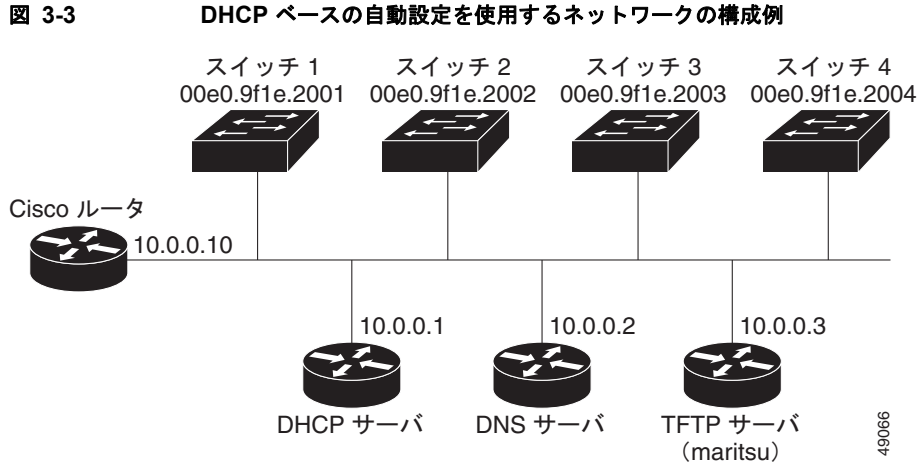 図 3-3 DHCP ベースの自動設定を使用するネットワークの構成例
スイッチ 1 スイッチ 2 スイッチ 3 スイッチ 4
00e0.9f1e.2001 00e0.9f1e.2002 00e0.9f1e.2003 00e0.9f1e.2004
Cisco ルータ
10.0.0.10
10.0.0.1 10.0.0.2 10.0.0.3
DHCP サーバ DNS サーバ TFTP サーバ
（maritsu）
49066